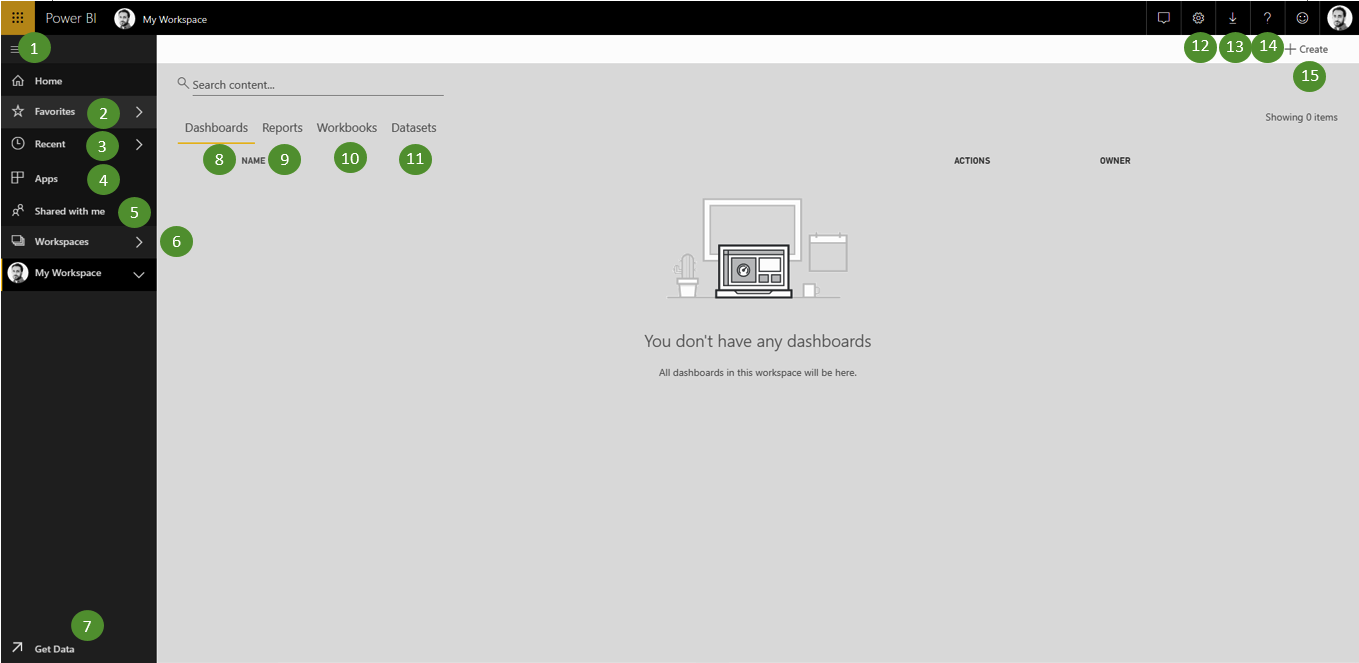 Power BI My Workspace ?
1 12 13 14 Create
15
Home
Search content...
Favorites 2
Showing 0 items
Dashboards Reports Workbooks Datasets
Recent 3
8 NAME 9 10 11 ACTIONS OWNER
Apps 4
Shared with me 5
Workspaces 6
My Workspace
You don't have any dashboards
All dashboards in this workspace will be here.
7
Get Data